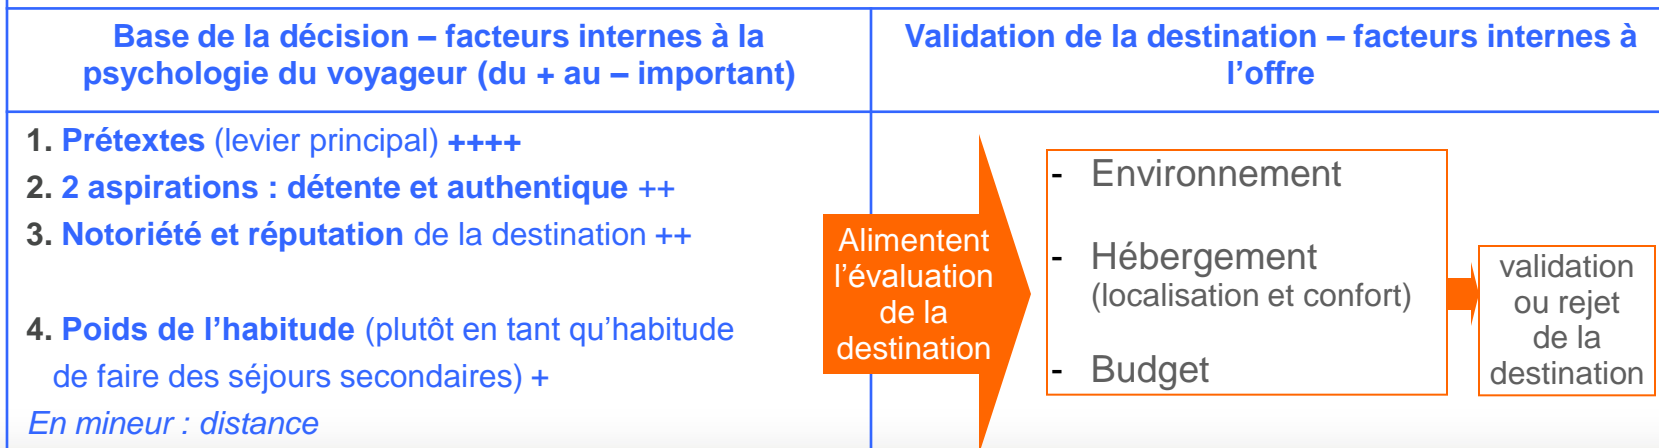 Base de la décision – facteurs internes à la
psychologie du voyageur (du + au – important)
Validation de la destination – facteurs internes à
l’offre
1. Prétextes (levier principal) ++++
2. 2 aspirations : détente et authentique ++
3. Notoriété et réputation de la destination ++
4. Poids de l’habitude (plutôt en tant qu’habitude
de faire des séjours secondaires) +
En mineur : distance
Alimentent
l’évaluation
de la
destination
- Environnement
- Hébergement
(localisation et confort)
- Budget
validation
ou rejet
de la
destination